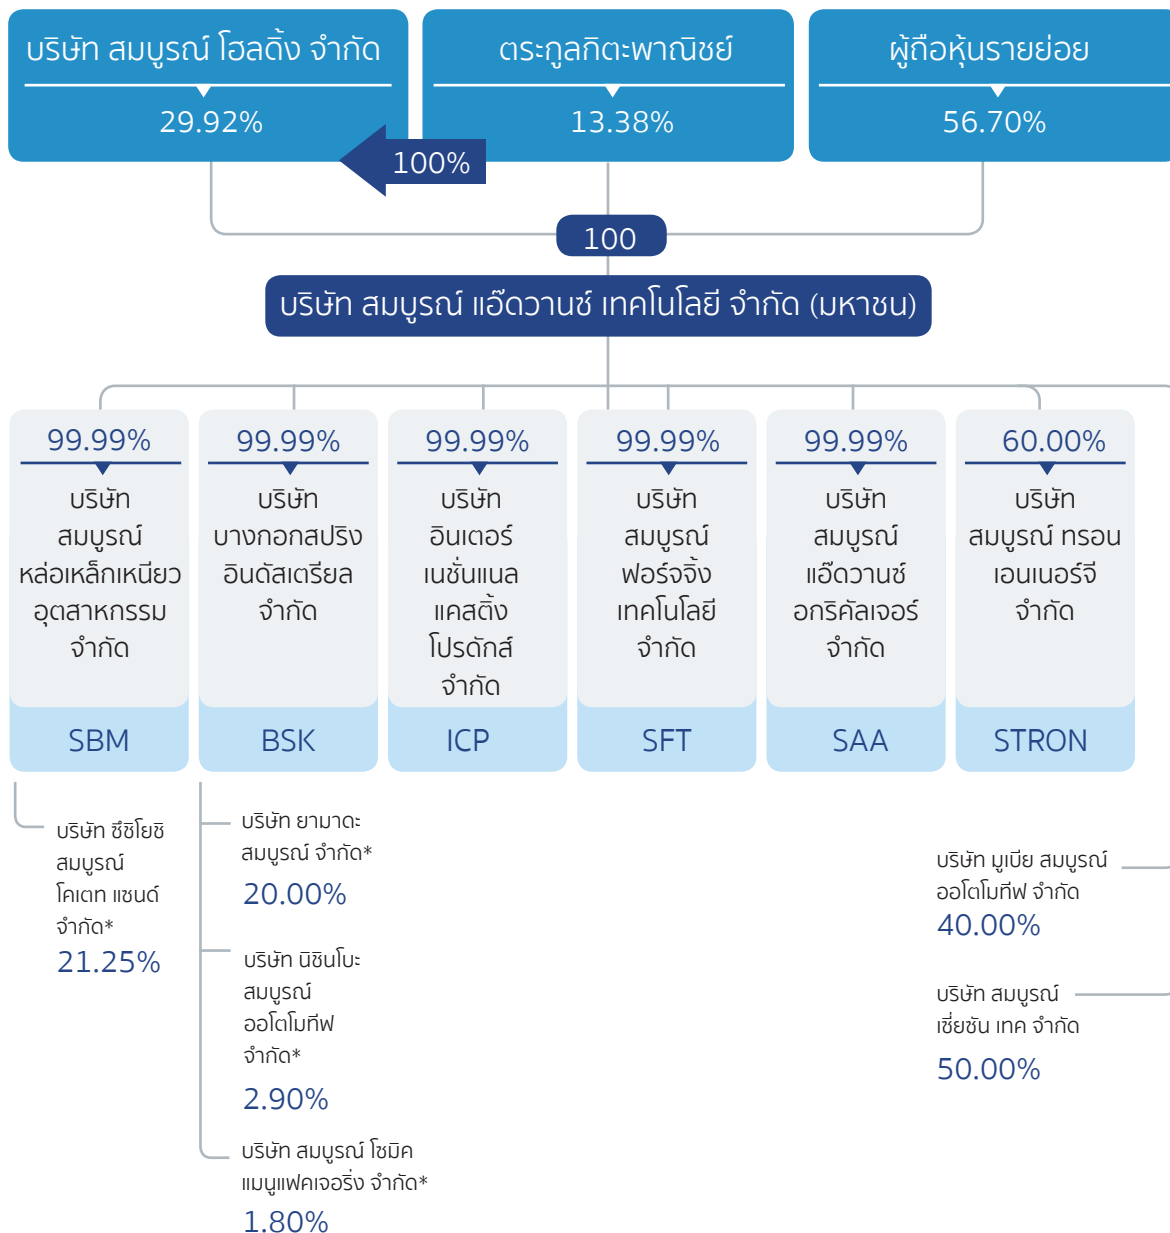 บริษัท สมบูรณ์ โฮลดิ้ง จำกัด
29.92%
ตระกูลกิตะพาณิชย์
13.38%
ผู้ถือหุ้นรายย่อย
56.70%
100%
100
บริษัท สมบูรณ์ แอ๊ดวานซ์ เทคโนโลยี จำกัด (มหาชน)
99.99%
บริษัท
สมบูรณ์
หล่อเหล็กเหนียว
อุตสาหกรรม
จำกัด
SBM
99.99%
บริษัท
บางกอกสปริง
อินดัสเตรียล
จำกัด
BSK
99.99%
บริษัท
อินเตอร์
เนชั่นแนล
แคสติ้ง
โปรดักส์
จำกัด
ICP
99.99%
บริษัท
สมบูรณ์
ฟอร์จจิ้ง
เทคโนโลยี
จำกัด
SFT
99.99%
บริษัท
สมบูรณ์
แอ๊ดวานซ์
อกริคัลเจอร์
จำกัด
SAA
60.00%
บริษัท
สมบูรณ์ ทรอน
เอนเนอร์จี
จำกัด
STRON
บริษัท ซึชิโยชิ
สมบูรณ์
โคเตท แซนด์
จำกัด*
21.25%
บริษัท ยามาดะ
สมบูรณ์ จำกัด*
20.00%
บริษัท นิชินโบะ
สมบูรณ์
ออโตโมทีฟ
จำกัด*
2.90%
บริษัท สมบูรณ์ โซมิค
แมนูแฟคเจอริ่ง จำกัด*
1.80%
บริษัท มูเบีย สมบูรณ์
ออโตโมทีฟ จำกัด
40.00%
บริษัท สมบูรณ์
เซี่ยซัน เทค จำกัด
50.00%